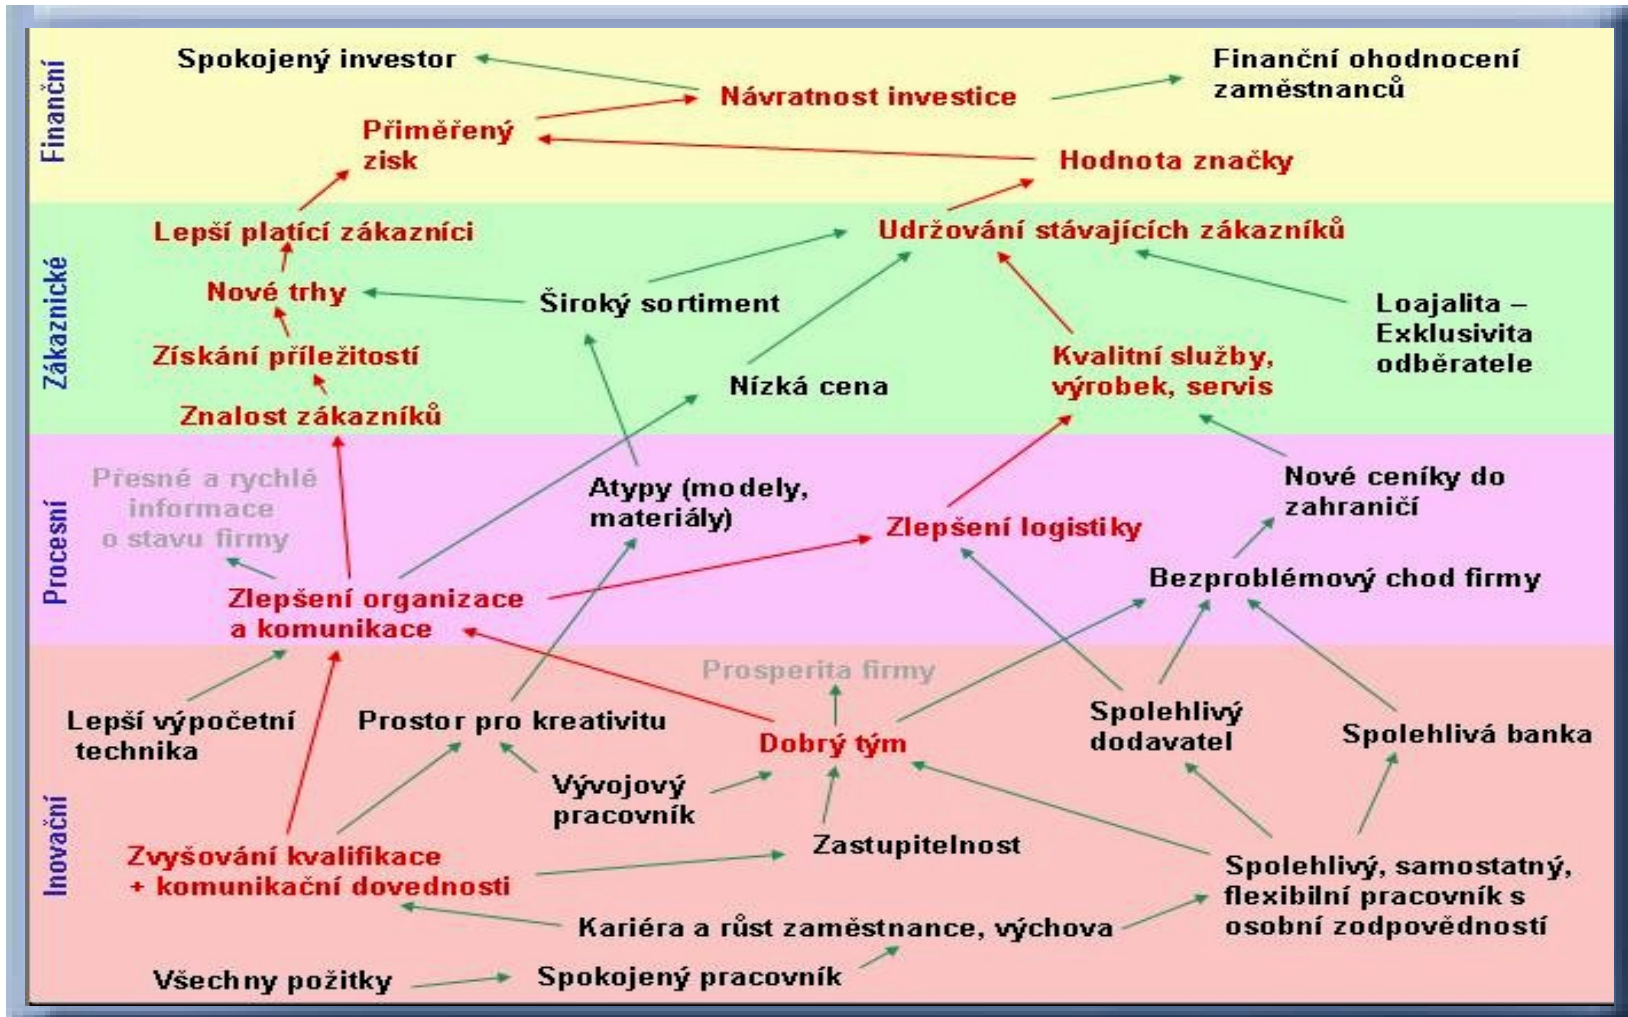 Finanční
Spokojený investor
Finanční ohodnocení
zaměstnanců
Návratnost investice
Přiměřený
zisk
Hodnota značky
Zákaznické
Lepší platící zákazníci
Udržování stávajících zákazníků
Nové trhy
Široký sortiment
Loajalita –
Exklusivita
odběratele
Získání příležitostí
Kvalitní služby,
výrobek, servis
Nízká cena
Znalost zákazníků
Procesní
Přesné a rychlé
informace
o stavu firmy
Atypy (modely,
materiály)
Nové ceníky do
zahraničí
Zlepšení logistiky
Bezproblémový chod firmy
Zlepšení organizace
a komunikace
Inovační
Prosperita firmy
Lepší výpočetní
technika
Prostor pro kreativitu
Dobrý tým
Spolehlivý
dodavatel
Spolehlivá banka
Vývojový
pracovník
Zastupitelnost
Zvyšování kvalifikace
+ komunikační dovednosti
Spolehlivý, samostatný,
flexibilní pracovník s
osobní zodpovědností
Kariéra a růst zaměstnance, výchova
Všechny požitky
Spokojený pracovník